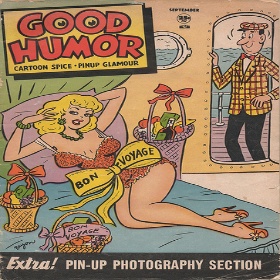 GOOD
HUMOR
CARTOON SPICE • PINUP GLAMOUR
SEPTEMBER
BON VOYAGE
BON
VOYAGE
Extra! PIN-UP PHOTOGRAPHY SECTION